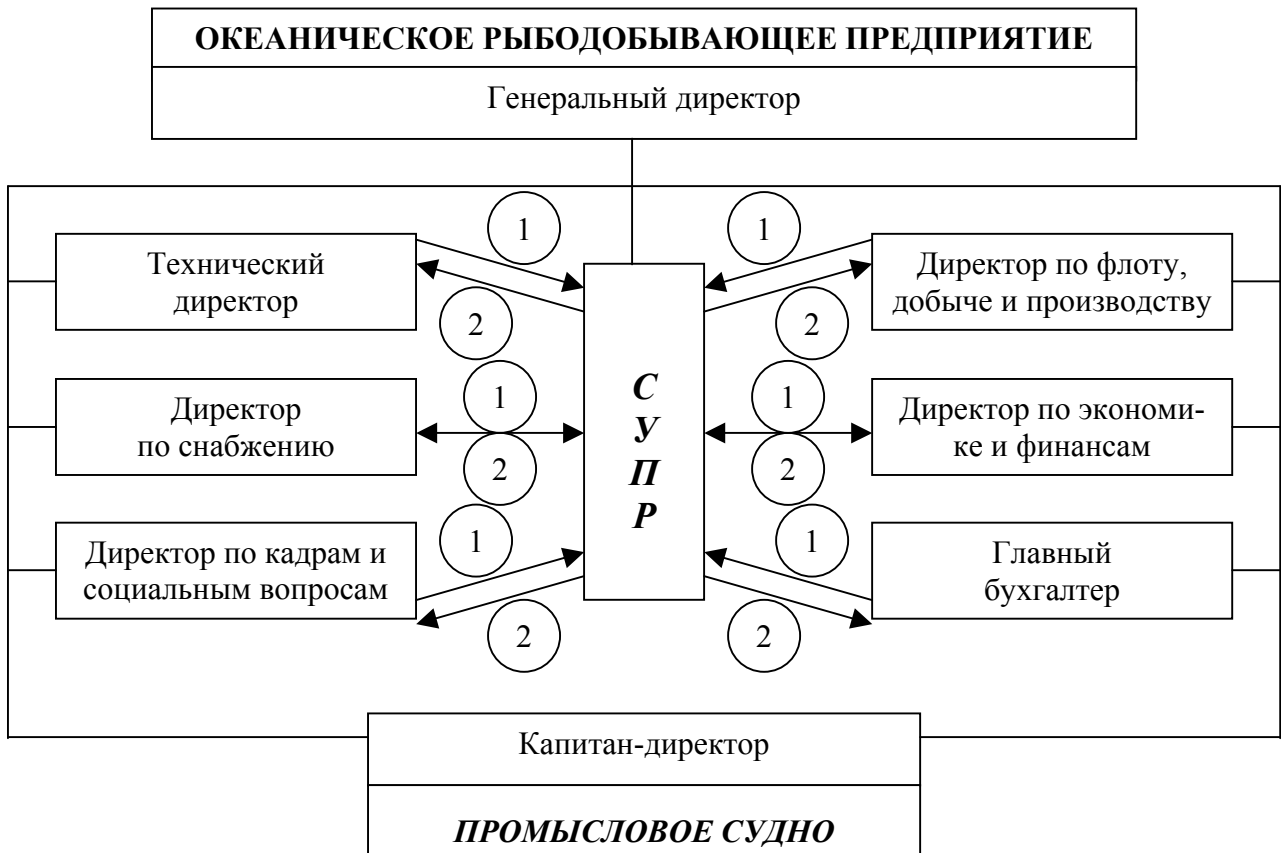 ОКЕАНИЧЕСКОЕ РЫБОДОБЫВАЮЩЕЕ ПРЕДПРИЯТИЕ
Генеральный директор
1
1
Технический
директор
Директор по флоту,
добыче и производству
2
2
С
У
П
Р
1
1
Директор
по снабжению
Директор по экономи-
ке и финансам
2
2
1
1
Директор по кадрам и
социальным вопросам
Главный
бухгалтер
2
2
Капитан-директор
ПРОМЫСЛОВОЕ СУДНО